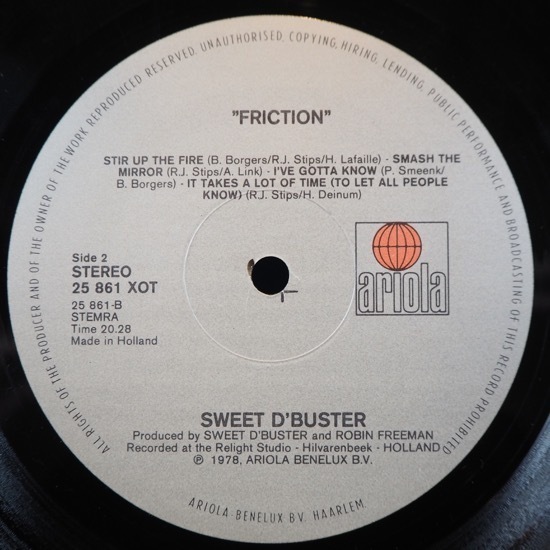 ALL RIGHTS OF THE PRODUCER AND OF THE OWNER OF THE WORK REPRODUCED RESERVED. UNAUTHORISED COPYING, HIRING, LENDING, PUBLIC PERFORMANCE AND BROADCASTING OF THIS RECORD PROHIBITED
"FRICTION"
STIR UP THE FIRE (B. Borgers/R.J. Stips/H. Lafaille) - SMASH THE
MIRROR (R.J. Stips/A. Link) - I'VE GOTTA KNOW (P. Smeenk/
B. Borgers) - IT TAKES A LOT OF TIME (TO LET ALL PEOPLE
KNOW) (R.J. Stips/H. Deinum)
Side 2
STEREO
25 861 XOT
25 861-B
STEMRA
Time 20.28
Made in Holland
ariola
SWEET D'BUSTER
Produced by SWEET D'BUSTER and ROBIN FREEMAN
Recorded at the Relight Studio - Hilvarenbeek - HOLLAND
℗ 1978, ARIOLA BENELUX B.V.
ARIOLA-BENELUX B.V. HAARLEM.